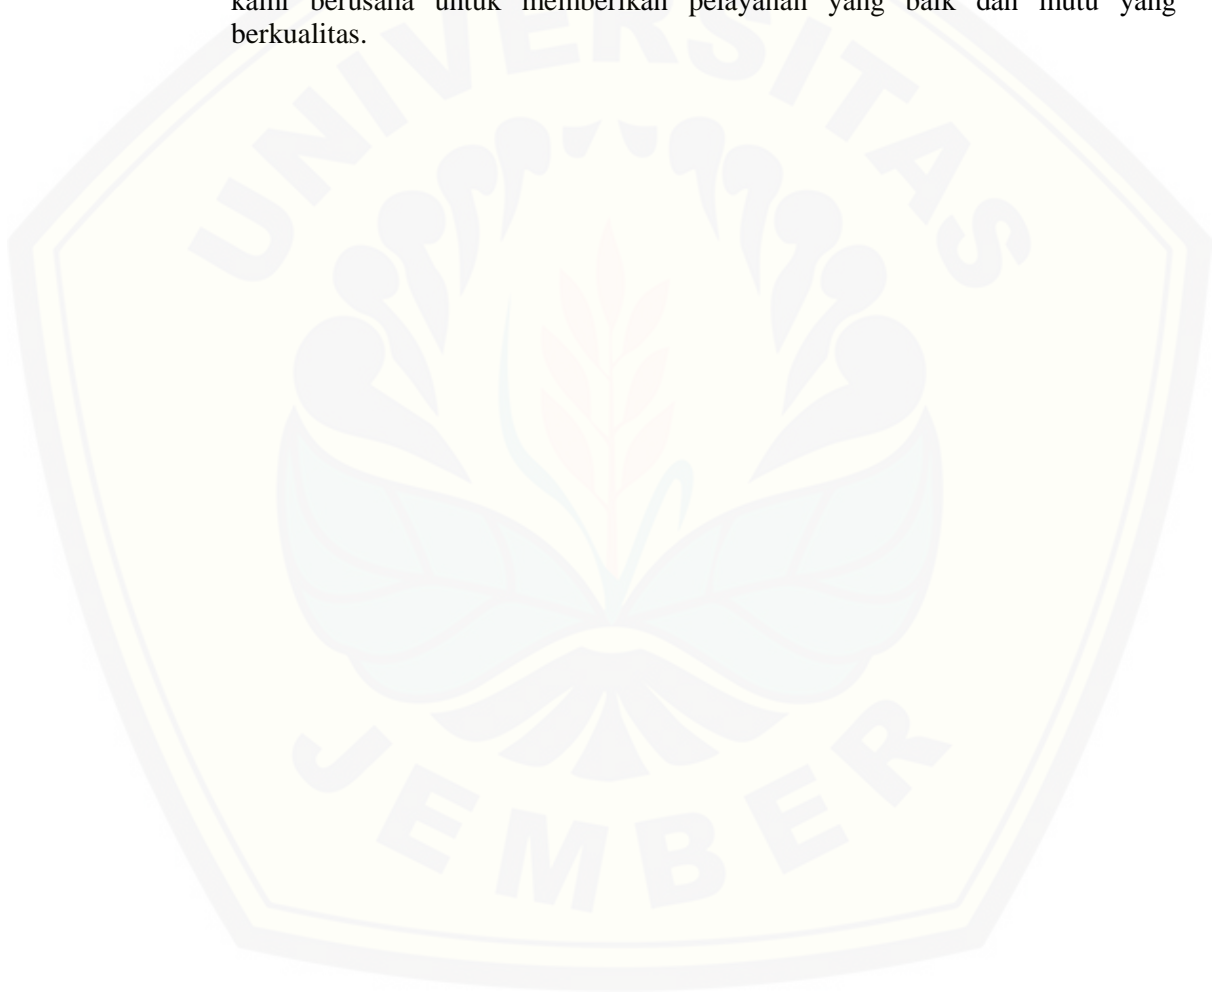 kami berusaha untuk memberikan pelayanan yang baik dan mutu yang
berkualitas.
UNIVERSITAS
JEMBER